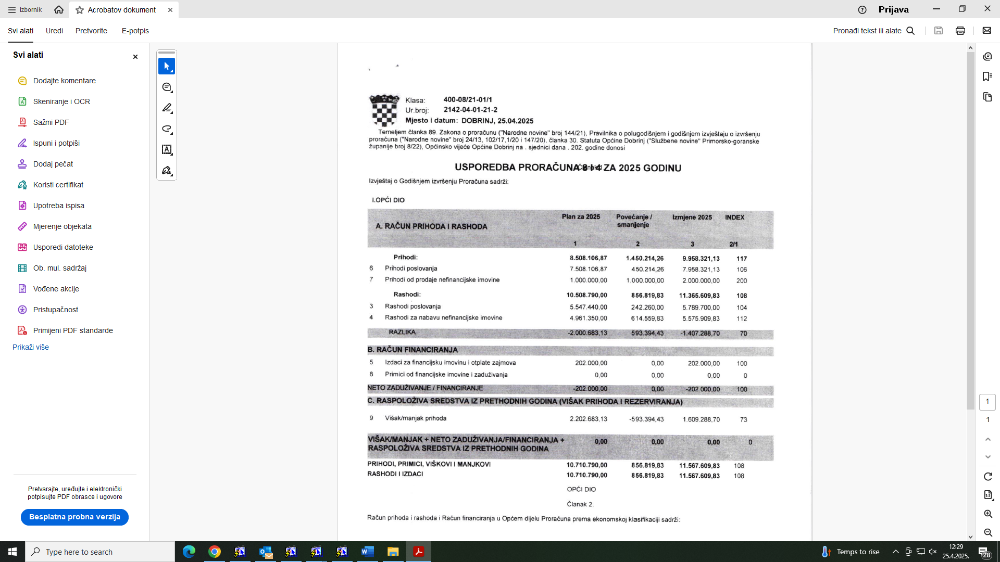 Izbornik
Acrobatov dokument
Prijava
Svi alati
Uredi
Pretvorite
E-potpis
Pronađi tekst ili alate
Svi alati
Dodajte komentare
Skeniranje i OCR
Sažmi PDF
Ispuni i potpiši
Dodaj pečat
Koristi certifikat
Upotreba ispisa
Mjerenje objekata
Usporedi datoteke
Ob. mul. sadržaj
Vođene akcije
Pristupačnost
Primijeni PDF standarde
Prikaži više
Pretvarajte, uređujte i elektronički
potpisujte PDF obrasce i ugovore
Besplatna probna verzija
Klasa: 400-08/21-01/1
Ur.broj: 2142-04-01-21-2
Mjesto i datum: DOBRINJ, 25.04.2025
Temeljem članka 89. Zakona o proračunu ("Narodne novine" broj 144/21), Pravilnika o polugodišnjem i godišnjem izvještaju o izvršenju
proračuna ("Narodne novine" broj 24/13, 102/17,1/20 i 147/20), članka 30. Statuta Općine Dobrinj ("Službene novine" Primorsko-goranske
županije broj 8/22), Općinsko vijeće Općine Dobrinj na . sjednici dana . 202. godine donosi
USPOREDBA PRORAČUNA I 4 ZA 2025 GODINU
Izvještaj o Godišnjem izvršenju Proračuna sadrži:
I.OPĆI DIO
A. RAČUN PRIHODA I RASHODA Plan za 2025 Povećanje / smanjenje Izmjene 2025 INDEX
1 2 3 2/1
Prihodi: 8.508.106,87 1.450.214,26 9.958.321,13 117
6 Prihodi poslovanja 7.508.106,87 450.214,26 7.958.321,13 106
7 Prihodi od prodaje nefinancijske imovine 1.000.000,00 1.000.000,00 2.000.000,00 200
Rashodi: 10.508.790,00 856.819,83 11.365.609,83 108
3 Rashodi poslovanja 5.547.440,00 242.260,00 5.789.700,00 104
4 Rashodi za nabavu nefinancijske imovine 4.961.350,00 614.559,83 5.575.909,83 112
RAZLIKA -2.000.683,13 593.394,43 -1.407.288,70 70
B. RAČUN FINANCIRANJA
5 Izdaci za financijsku imovinu i otplate zajmova 202.000,00 0,00 202.000,00 100
8 Primici od financijske imovine i zaduživanja 0,00 0,00 0,00 0
NETO ZADUŽIVANJE / FINANCIRANJE -202.000,00 0,00 -202.000,00 100
C. RASPOLOŽIVA SREDSTVA IZ PRETHODNIH GODINA (VIŠAK PRIHODA I REZERVIRANJA)
9 Višak/manjak prihoda 2.202.683,13 -593.394,43 1.609.288,70 73
VIŠAK/MANJAK + NETO ZADUŽIVANJA/FINANCIRANJA +
RASPOLOŽIVA SREDSTVA IZ PRETHODNIH GODINA 0,00 0,00 0,00 0
PRIHODI, PRIMICI, VIŠKOVI I MANJKOVI 10.710.790,00 856.819,83 11.567.609,83 108
RASHODI I IZDACI 10.710.790,00 856.819,83 11.567.609,83 108
OPĆI DIO
Članak 2.
Račun prihoda i rashoda i Račun financiranja u Općem dijelu Proračuna prema ekonomskoj klasifikaciji sadrži:
1
1
Type here to search
Temps to rise
12:29
25.4.2025.
28